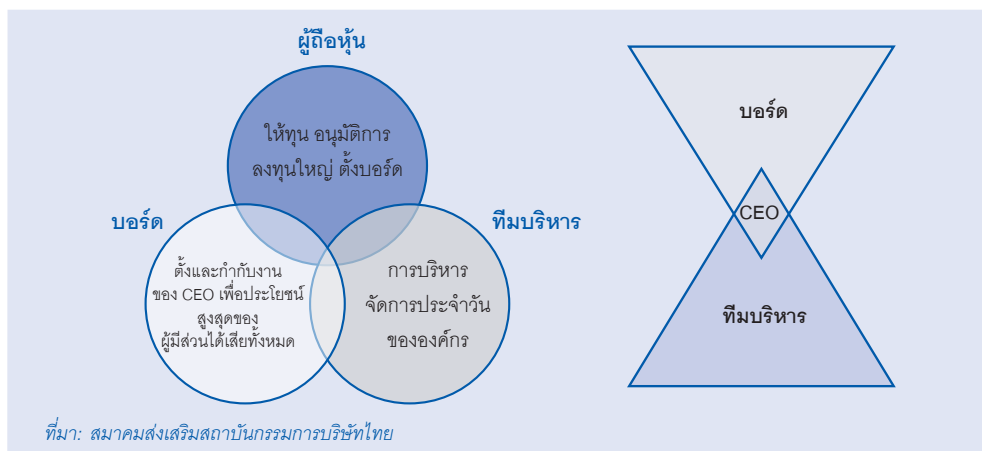 ผู้ถือหุ้น
ให้ทุน อนุมัติการ
ลงทุนใหญ่ ตั้งบอร์ด
บอร์ด
ตั้งและกำกับงาน
ของ CEO เพื่อประโยชน์
สูงสุดของ
ผู้มีส่วนได้เสียทั้งหมด
ทีมบริหาร
การบริหาร
จัดการประจำวัน
ขององค์กร
บอร์ด
CEO
ทีมบริหาร
ที่มา: สมาคมส่งเสริมสถาบันกรรมการบริษัทไทย